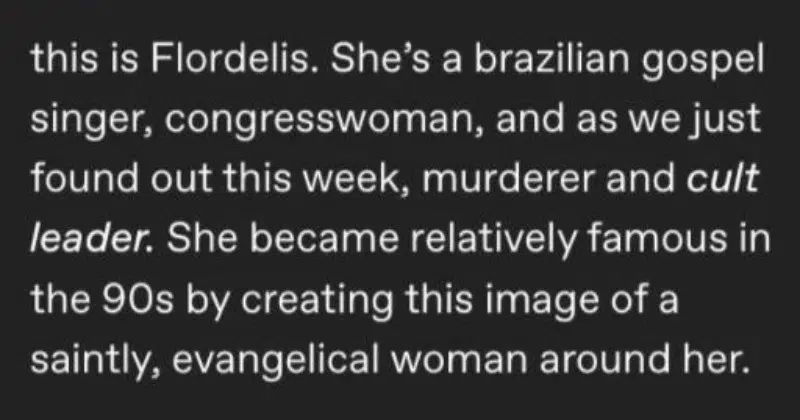 this is Flordelis. She's a brazilian gospel
singer, congresswoman, and as we just
found out this week, murderer and cult
leader. She became relatively famous in
the 90s by creating this image of a
saintly, evangelical woman around her.